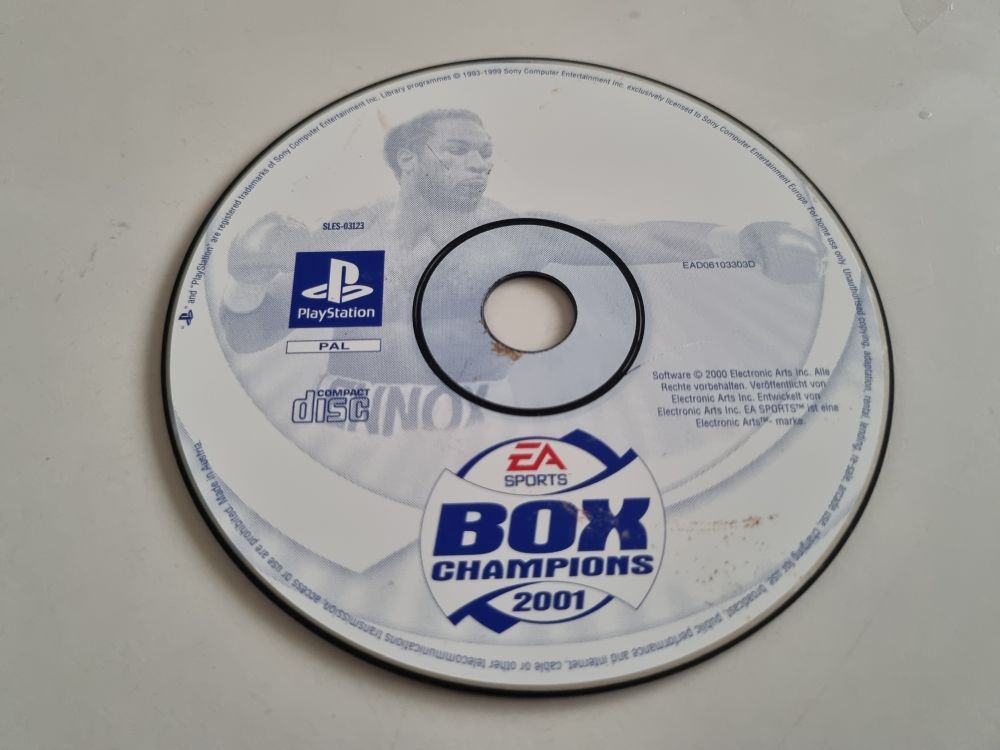 " " and "PlayStation" are registered trademarks of Sony Computer Entertainment Inc. Library programmes © 1993-1999 Sony Computer Entertainment Inc. exclusively licensed to Sony Computer Entertainment Europe. For home use only. Unauthorised copying, adaptation, rental, lending, re-sale, arcade use, charging for use, broadcast, public performance and internet, cable or other telecommunications transmission, access or use are prohibited. Made in Austria
SLES-03123
PlayStation
PAL
EAD06103303D
COMPACT
disc
Software © 2000 Electronic Arts Inc. Alle
Rechte vorbehalten. Veröffentlicht von
Electronic Arts Inc. Entwickelt von
Electronic Arts Inc. EA SPORTS™ ist eine
Electronic Arts™- marke.
EA
SPORTS™
BOX
CHAMPIONS
2001